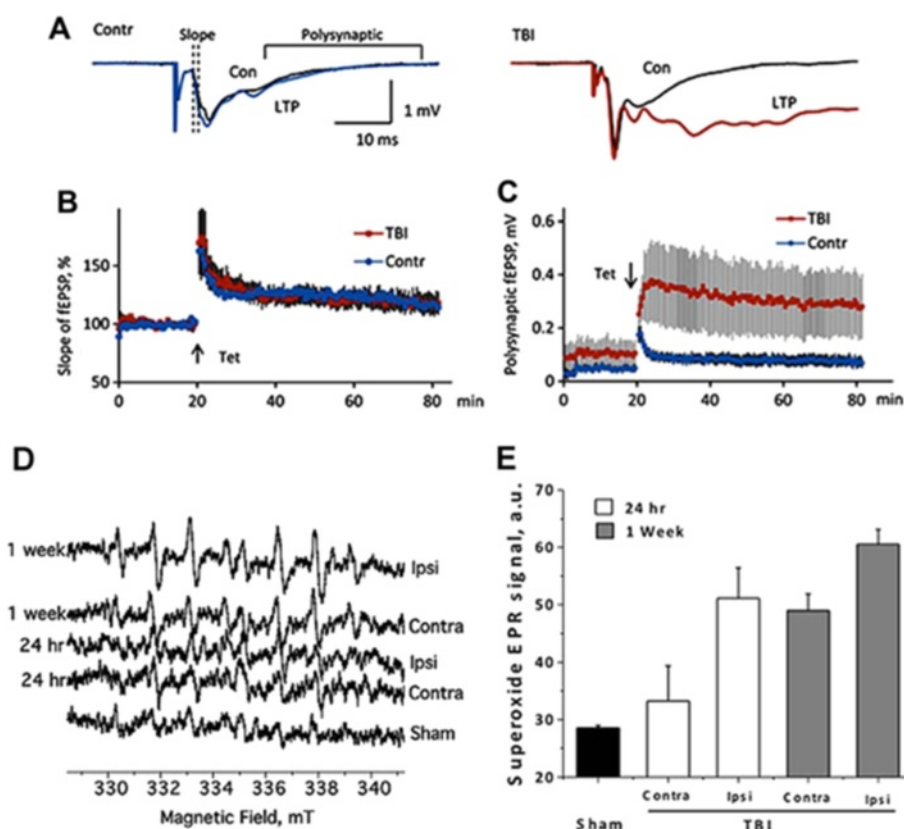 A
Contr
Slope
Polysynaptic
Con
LTP
1 mV
10 ms
TBI
Con
LTP
B
Slope of fEPSP, %
150
100
50
TBI
Contr
Tet
0 20 40 60 80 min
C
Polysynaptic fEPSP, mV
0.6
0.4
0.2
0
TBI
Contr
Tet
0 20 40 60 80 min
D
1 week Ipsi
1 week Contra
24 hr Ipsi
24 hr Contra
Sham
330 332 334 336 338 340
Magnetic Field, mT
E
Superoxide EPR signal, a.u.
70
60
50
40
30
20
24 hr
1 Week
Contra Ipsi Contra Ipsi
Sham TBI